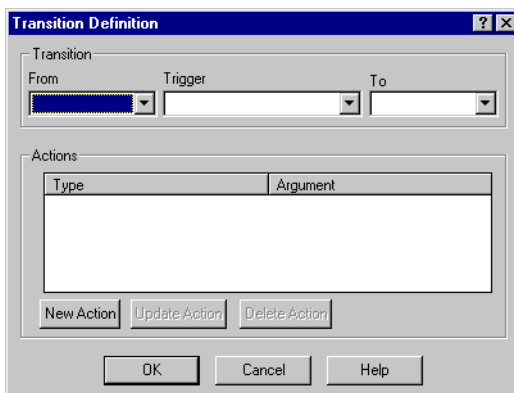 Transition Definition
Transition
From Trigger To
Actions
Type Argument
New Action Update Action Delete Action
OK Cancel Help